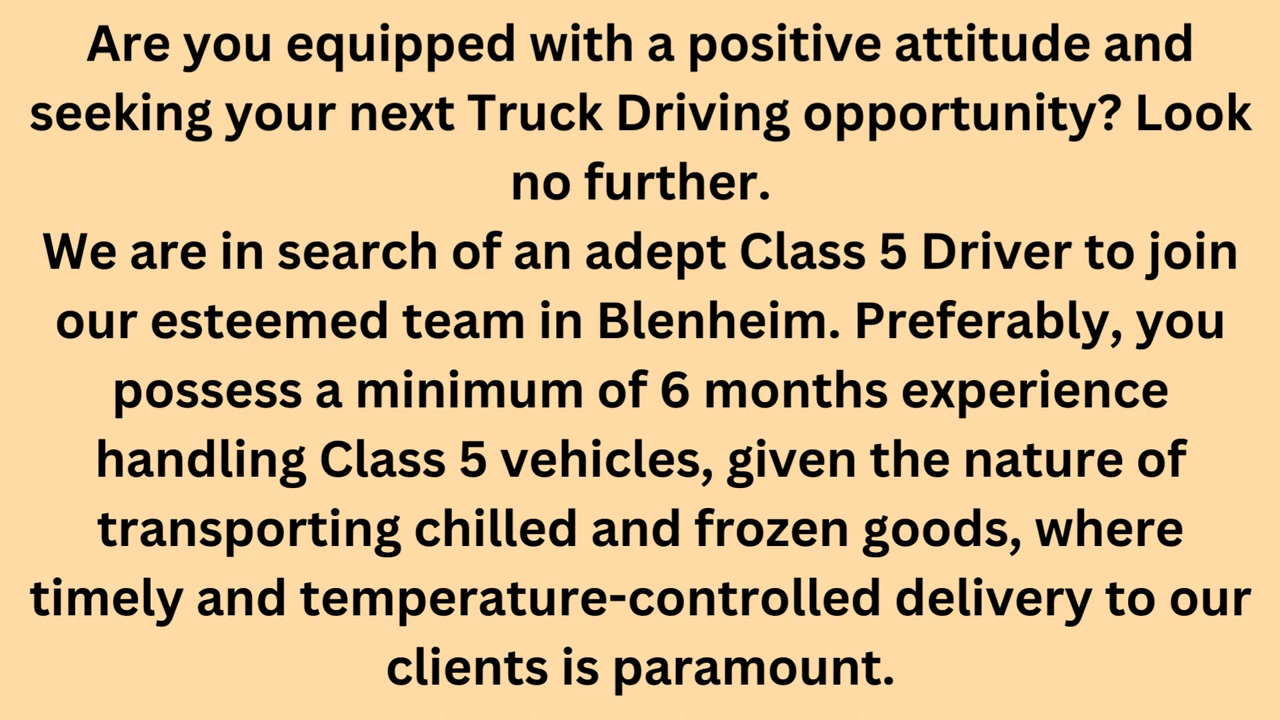 Are you equipped with a positive attitude and
seeking your next Truck Driving opportunity? Look
no further.
We are in search of an adept Class 5 Driver to join
our esteemed team in Blenheim. Preferably, you
possess a minimum of 6 months experience
handling Class 5 vehicles, given the nature of
transporting chilled and frozen goods, where
timely and temperature-controlled delivery to our
clients is paramount.